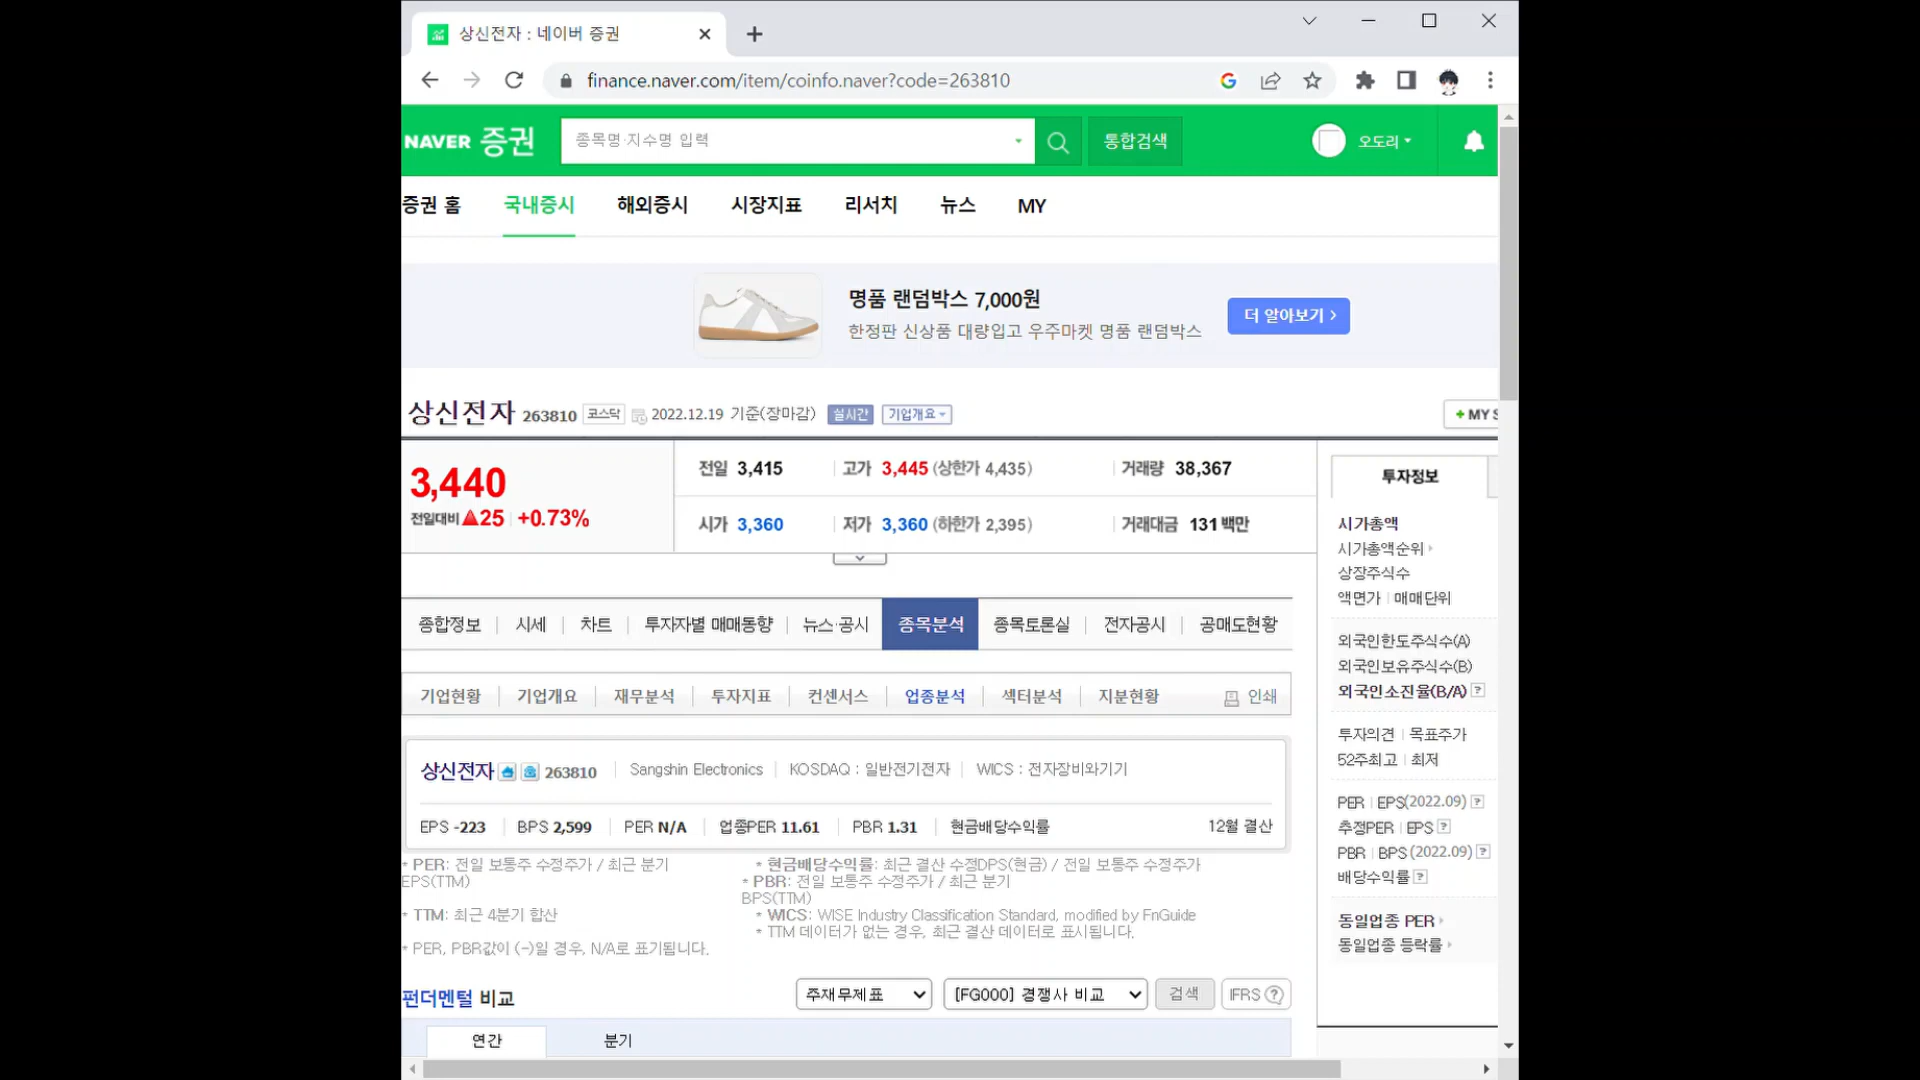 상신전자 : 네이버 증권
finance.naver.com/item/coinfo.naver?code=263810
NAVER 증권 종목명·지수명 입력 통합검색 오도리
증권 홈 국내증시 해외증시 시장지표 리서치 뉴스 MY
명품 랜덤박스 7,000원
한정판 신상품 대량입고 우주마켓 명품 랜덤박스
더 알아보기 >
상신전자 263810 코스닥 2022.12.19 기준(장마감) 실시간 기업개요
+ MY S
3,440
전일대비 ▲25 +0.73%
전일 3,415 고가 3,445 (상한가 4,435) 거래량 38,367
시가 3,360 저가 3,360 (하한가 2,395) 거래대금 131 백만
종합정보 시세 차트 투자자별 매매동향 뉴스·공시 종목분석 종목토론실 전자공시 공매도현황
기업현황 기업개요 재무분석 투자지표 컨센서스 업종분석 섹터분석 지분현황 인쇄
상신전자 263810 Sangshin Electronics KOSDAQ : 일반전기전자 WICS : 전자장비와기기
EPS -223 BPS 2,599 PER N/A 업종PER 11.61 PBR 1.31 현금배당수익률 12월 결산
* PER: 전일 보통주 수정주가 / 최근 분기
EPS(TTM)
* TTM: 최근 4분기 합산
* PER, PBR값이 (-)일 경우, N/A로 표기됩니다.
* 현금배당수익률: 최근 결산 수정DPS(현금) / 전일 보통주 수정주가
* PBR: 전일 보통주 수정주가 / 최근 분기
BPS(TTM)
* WICS: WISE Industry Classification Standard, modified by FnGuide
* TTM 데이터가 없는 경우, 최근 결산 데이터로 표시됩니다.
펀더멘털 비교 주재무제표 [FG000] 경쟁사 비교 검색 IFRS ?
연간 분기
투자정보
시가총액
시가총액순위
상장주식수
액면가 | 매매단위
외국인한도주식수(A)
외국인보유주식수(B)
외국인소진율(B/A) ?
투자의견 | 목표주가
52주최고 | 최저
PER | EPS(2022.09) ?
추정PER | EPS ?
PBR | BPS (2022.09) ?
배당수익률 ?
동일업종 PER
동일업종 등락률